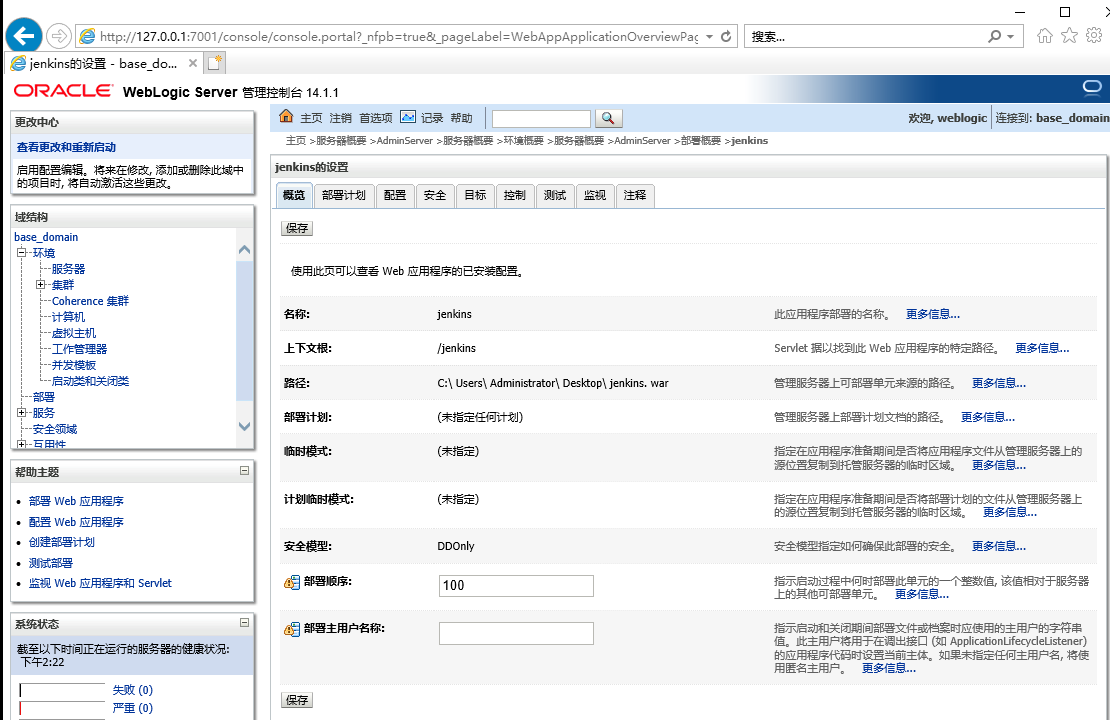 http://127.0.0.1:7001/console/console.portal?_nfpb=true&_pageLabel=WebAppApplicationOverviewPag
搜索...
jenkins的设置 - base_do...
ORACLE WebLogic Server 管理控制台 14.1.1
更改中心
查看更改和重新启动
启用配置编辑。将来在修改, 添加或删除此域中
的项目时, 将自动激活这些更改。
域结构
base_domain
环境
服务器
集群
Coherence 集群
计算机
虚拟主机
工作管理器
并发模板
启动类和关闭类
部署
服务
安全领域
互用性
帮助主题
部署 Web 应用程序
配置 Web 应用程序
创建部署计划
测试部署
监视 Web 应用程序和 Servlet
系统状态
截至以下时间正在运行的服务器的健康状况:
下午2:22
失败 (0)
严重 (0)
主页 注销 首选项 记录 帮助
欢迎, weblogic 连接到: base_domain
主页 >服务器概要 >AdminServer >服务器概要 >环境概要 >服务器概要 >AdminServer >部署概要 >jenkins
jenkins的设置
概览 部署计划 配置 安全 目标 控制 测试 监视 注释
保存
使用此页可以查看 Web 应用程序的已安装配置。
名称: jenkins 此应用程序部署的名称。 更多信息...
上下文根: /jenkins Servlet 据以找到此 Web 应用程序的特定路径。 更多信息...
路径: C:\ Users\ Administrator\ Desktop\ jenkins. war 管理服务器上可部署单元来源的路径。 更多信息...
部署计划: (未指定任何计划) 管理服务器上部署计划文档的路径。 更多信息...
临时模式: (未指定) 指定在应用程序准备期间是否将应用程序文件从管理服务器上的
源位置复制到托管服务器的临时区域。 更多信息...
计划临时模式: (未指定) 指定在应用程序准备期间是否将部署计划的文件从管理服务器上
的源位置复制到托管服务器的临时区域。 更多信息...
安全模型: DDOnly 安全模型指定如何确保此部署的安全。 更多信息...
部署顺序: 100 指示启动过程中何时部署此单元的一个整数值, 该值相对于服务器
上的其他可部署单元。 更多信息...
部署主用户名称: 指示启动和关闭期间部署文件或档案时应使用的主用户的字符串
值。此主用户将用于在调出接口 (如 ApplicationLifecycleListener)
的应用程序代码时设置当前主体。如果未指定任何主用户名, 将使
用匿名主用户。 更多信息...
保存